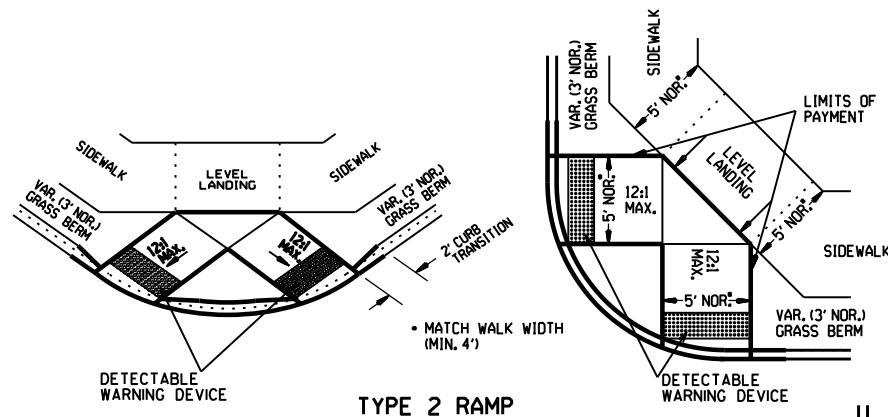 SIDEWALK
LEVEL
LANDING
SIDEWALK
VAR. (3' NOR.)
GRASS BERM
VAR. (3' NOR.)
GRASS BERM
12:1
MAX.
12:1
MAX.
2' CURB
TRANSITION
• MATCH WALK WIDTH
(MIN. 4')
DETECTABLE
WARNING DEVICE
SIDEWALK
VAR. (3' NOR.)
GRASS BERM
5' NOR.*
LIMITS OF
PAYMENT
LEVEL
LANDING
5' NOR.*
12:1
MAX.
5' NOR.*
SIDEWALK
12:1
MAX.
5' NOR.*
VAR. (3' NOR.)
GRASS BERM
DETECTABLE
WARNING DEVICE
TYPE 2 RAMP